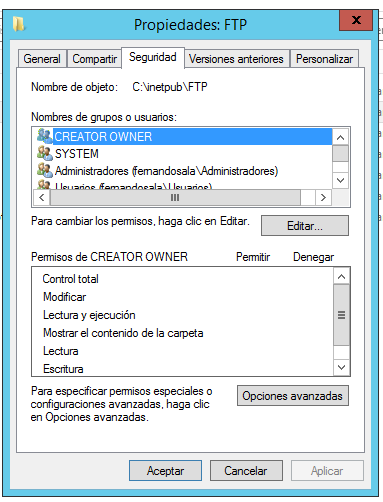 Propiedades: FTP
x
General
Compartir
Seguridad
Versiones anteriores
Personalizar
Nombre de objeto: C:\inetpub\FTP
Nombres de grupos o usuarios:
CREATOR OWNER
SYSTEM
Administradores (fernandosala\Administradores)
Usuarios (fernandosala\Usuarios)
Para cambiar los permisos, haga clic en Editar.
Editar...
Permisos de CREATOR OWNER Permitir Denegar
Control total
Modificar
Lectura y ejecución
Mostrar el contenido de la carpeta
Lectura
Escritura
Para especificar permisos especiales o
configuraciones avanzadas, haga clic
en Opciones avanzadas.
Opciones avanzadas
Aceptar
Cancelar
Aplicar